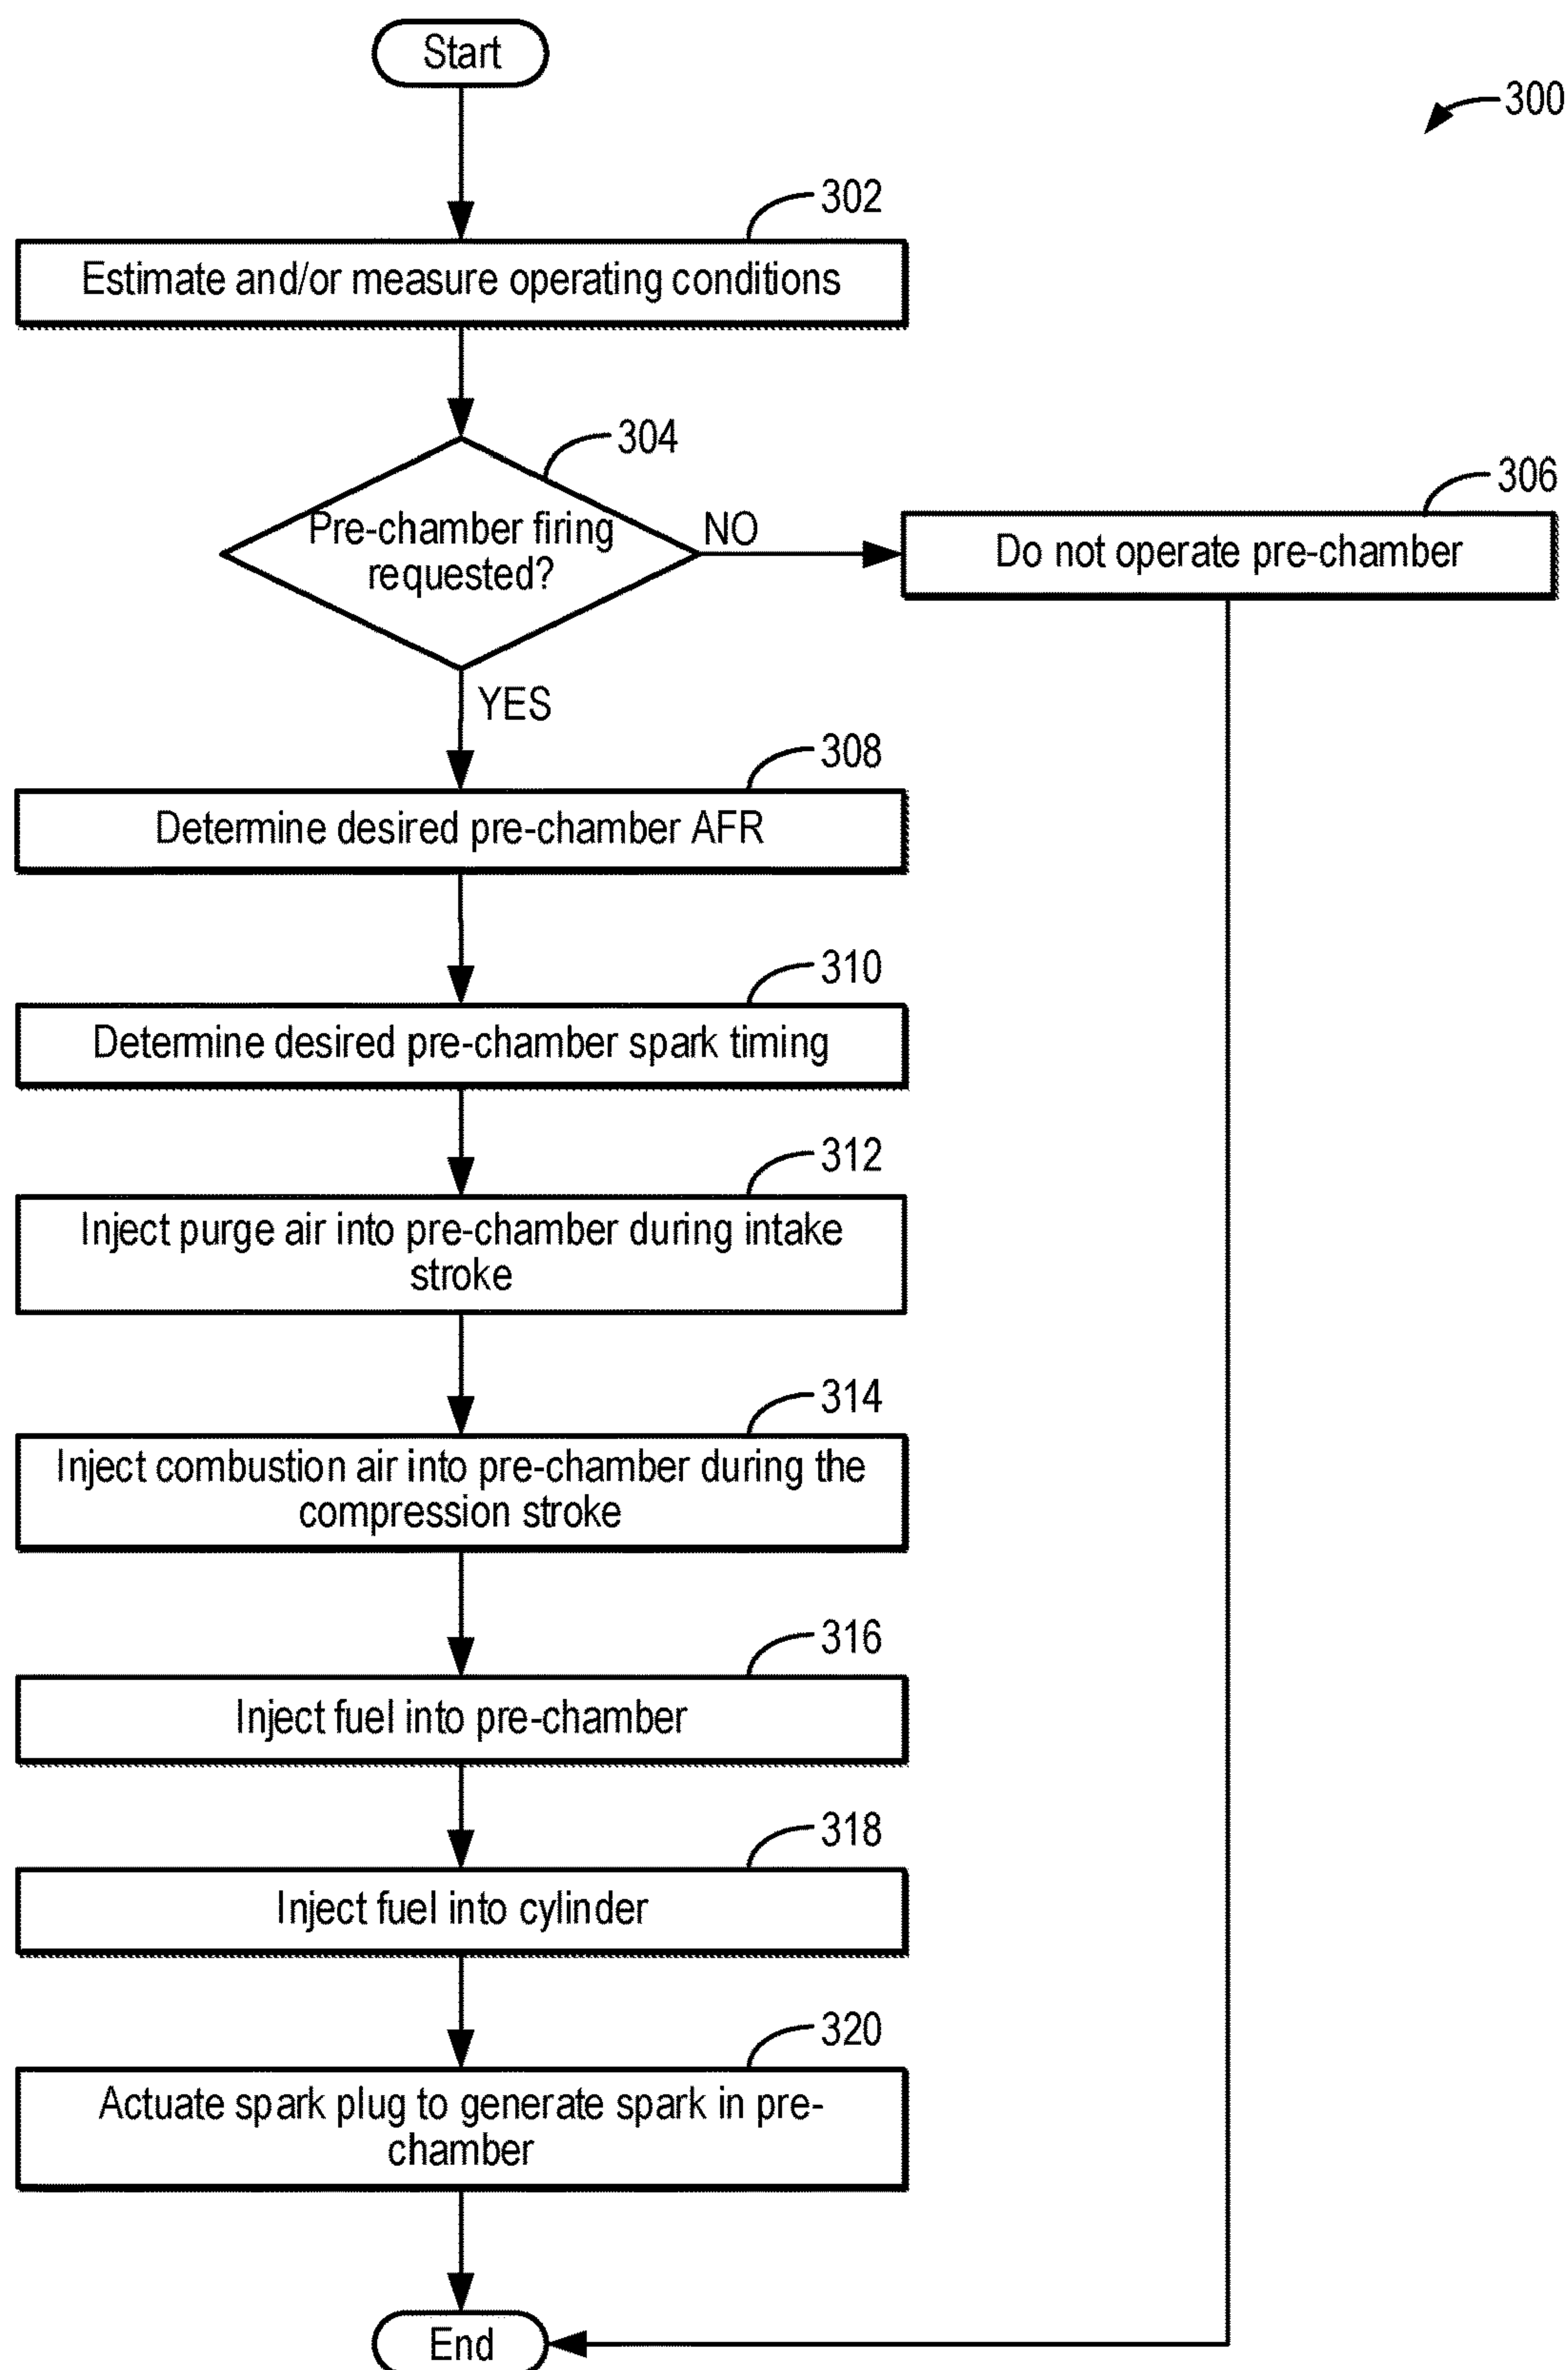 Start
300
302
Estimate and/or measure operating conditions
304
Pre-chamber firing
requested?
NO
306
Do not operate pre-chamber
YES
308
Determine desired pre-chamber AFR
310
Determine desired pre-chamber spark timing
312
Inject purge air into pre-chamber during intake
stroke
314
Inject combustion air into pre-chamber during the
compression stroke
316
Inject fuel into pre-chamber
318
Inject fuel into cylinder
320
Actuate spark plug to generate spark in pre-
chamber
End